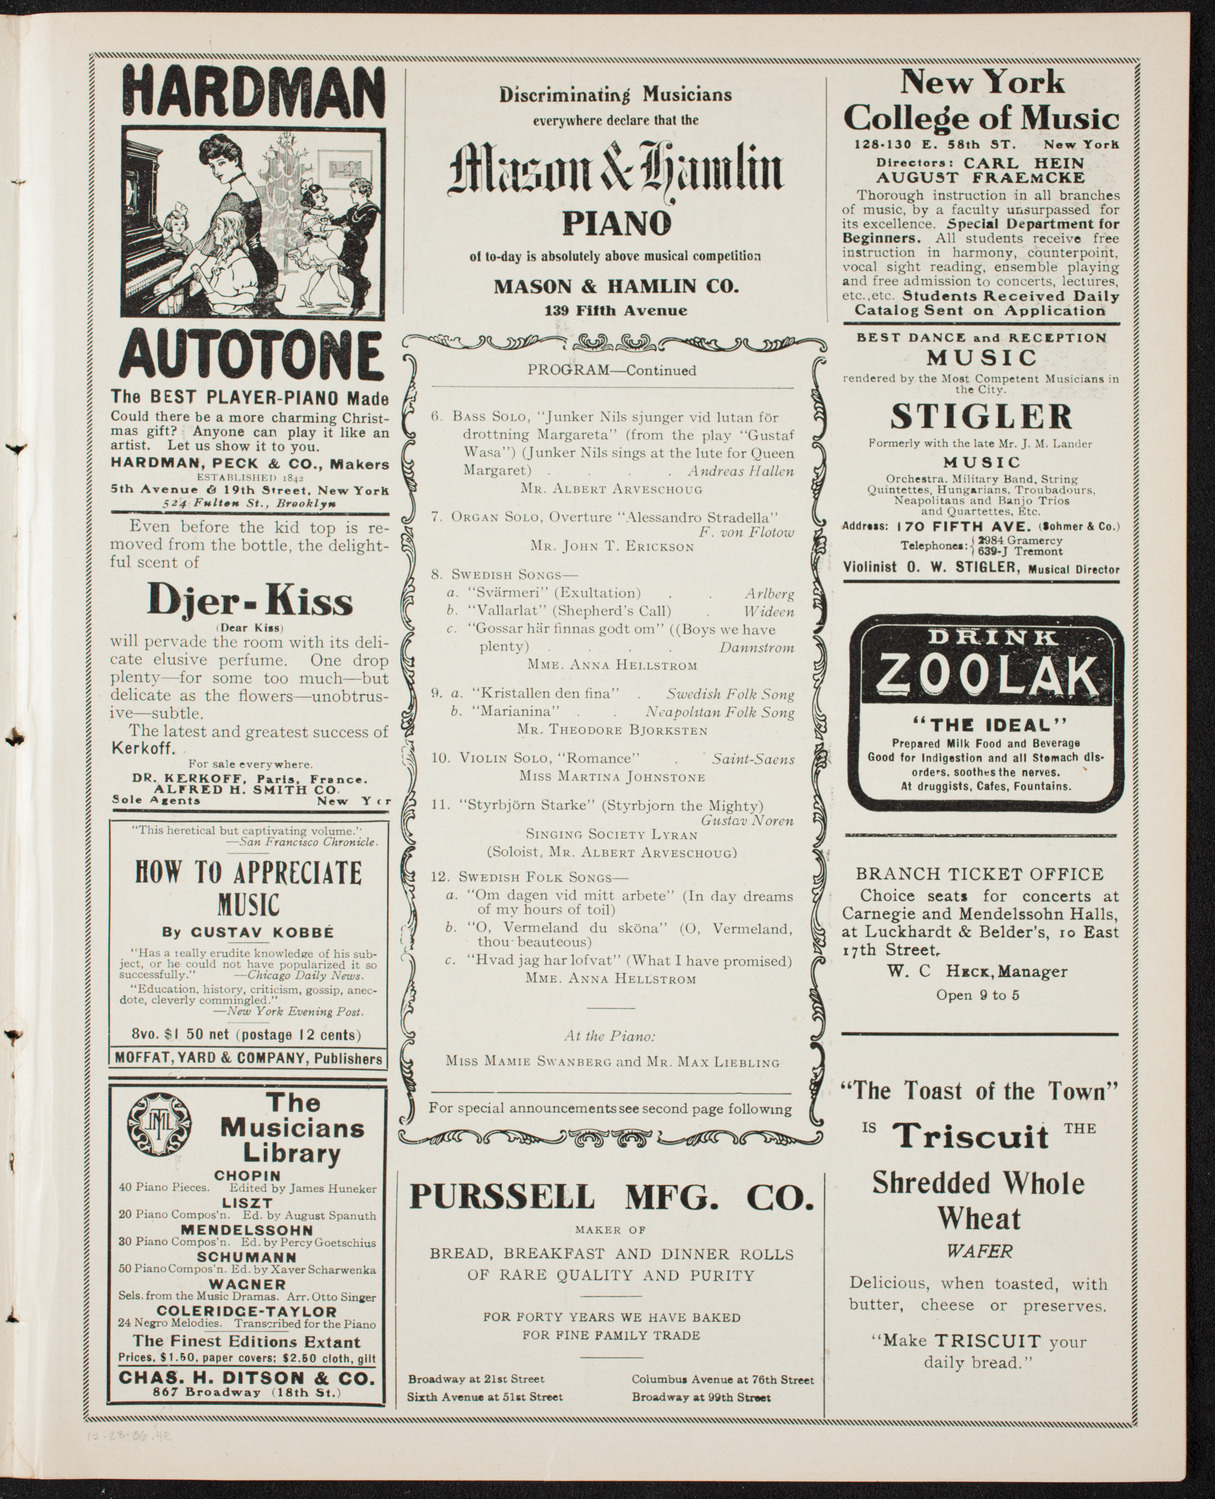 HARDMAN
AUTOTONE
The BEST PLAYER-PIANO Made
Could there be a more charming Christ-
mas gift? Anyone can play it like an
artist. Let us show it to you.
HARDMAN, PECK & CO., Makers
ESTABLISHED 1842
5th Avenue & 19th Street, New York
524 Fulton St., Brooklyn
Even before the kid top is re-
moved from the bottle, the delight-
ful scent of
Djer-Kiss
(Dear Kiss)
will pervade the room with its deli-
cate elusive perfume. One drop
plenty—for some too much—but
delicate as the flowers—unobtrus-
ive—subtle.
The latest and greatest success of
Kerkoff.
For sale everywhere.
DR. KERKOFF, Paris, France.
ALFRED H. SMITH CO.
Sole Agents New Y r
"This heretical but captivating volume.':
—San Francisco Chronicle.
HOW TO APPRECIATE
MUSIC
By GUSTAV KOBBÉ
"Has a really erudite knowledge of his sub-
ject, or he could not have popularized it so
successfully." —Chicago Daily News.
"Education, history, criticism, gossip, anec-
dote, cleverly commingled."
—New York Evening Post.
8vo. $1 50 net (postage 12 cents)
MOFFAT, YARD & COMPANY, Publishers
The
Musicians
Library
CHOPIN
40 Piano Pieces. Edited by James Huneker
LISZT
20 Piano Compos'n. Ed. by August Spanuth
MENDELSSOHN
30 Piano Compos'n. Ed. by Percy Goetschius
SCHUMANN
50 Piano Compos'n. Ed. by Xaver Scharwenka
WAGNER
Sels. from the Music Dramas. Arr. Otto Singer
COLERIDGE-TAYLOR
24 Negro Melodies. Transcribed for the Piano
The Finest Editions Extant
Prices, $1.50, paper covers; $2.50 cloth, gilt
CHAS. H. DITSON & CO.
867 Broadway (18th St.)
Discriminating Musicians
everywhere declare that the
Mason & Hamlin
PIANO
of to-day is absolutely above musical competition
MASON & HAMLIN CO.
139 Fifth Avenue
PROGRAM—Continued
6. BASS SOLO, "Junker Nils sjunger vid lutan för
drottning Margareta" (from the play "Gustaf
Wasa") (Junker Nils sings at the lute for Queen
Margaret) . . . . Andreas Hallen
MR. ALBERT ARVESCHOUG
7. ORGAN SOLO, Overture "Alessandro Stradella"
F. von Flotow
MR. JOHN T. ERICKSON
8. SWEDISH SONGS—
a. "Svärmeri" (Exultation) . . Arlberg
b. "Vallarlat" (Shepherd's Call) . Wideen
c. "Gossar här finnas godt om" ((Boys we have
plenty) . . . . Dannstrom
MME. ANNA HELLSTROM
9. a. "Kristallen den fina" . Swedish Folk Song
b. "Marianina" . . Neapolitan Folk Song
MR. THEODORE BJORKSTEN
10. VIOLIN SOLO, "Romance" . Saint-Saens
MISS MARTINA JOHNSTONE
11. "Styrbjörn Starke" (Styrbjorn the Mighty)
Gustav Noren
SINGING SOCIETY LYRAN
(Soloist, MR. ALBERT ARVESCHOUG)
12. SWEDISH FOLK SONGS—
a. "Om dagen vid mitt arbete" (In day dreams
of my hours of toil)
b. "O, Vermeland du sköna" (O, Vermeland,
thou beauteous)
c. "Hvad jag har lofvat" (What I have promised)
MME. ANNA HELLSTROM
At the Piano:
MISS MAMIE SWANBERG and MR. MAX LIEBLING
For special announcements see second page following
PURSSELL MFG. CO.
MAKER OF
BREAD, BREAKFAST AND DINNER ROLLS
OF RARE QUALITY AND PURITY
FOR FORTY YEARS WE HAVE BAKED
FOR FINE FAMILY TRADE
Broadway at 21st Street Columbus Avenue at 76th Street
Sixth Avenue at 51st Street Broadway at 99th Street
New York
College of Music
128-130 E. 58th ST. New York
Directors: CARL HEIN
AUGUST FRAEMCKE
Thorough instruction in all branches
of music, by a faculty unsurpassed for
its excellence. Special Department for
Beginners. All students receive free
instruction in harmony, counterpoint,
vocal sight reading, ensemble playing
and free admission to concerts, lectures,
etc.,etc. Students Received Daily
Catalog Sent on Application
BEST DANCE and RECEPTION
MUSIC
rendered by the Most Competent Musicians in
the City.
STIGLER
Formerly with the late Mr. J. M. Lander
MUSIC
Orchestra, Military Band, String
Quintettes, Hungarians, Troubadours,
Neapolitans and Banjo Trios
and Quartettes, Etc.
Address: 170 FIFTH AVE. (Sohmer & Co.)
Telephones: 2984 Gramercy
639-J Tremont
Violinist O. W. STIGLER, Musical Director
DRINK
ZOOLAK
"THE IDEAL"
Prepared Milk Food and Beverage
Good for Indigestion and all Stomach dis-
orders, soothes the nerves.
At druggists, Cafes, Fountains.
BRANCH TICKET OFFICE
Choice seats for concerts at
Carnegie and Mendelssohn Halls,
at Luckhardt & Belder's, 10 East
17th Street,
W. C HECK, Manager
Open 9 to 5
"The Toast of the Town"
IS Triscuit THE
Shredded Whole
Wheat
WAFER
Delicious, when toasted, with
butter, cheese or preserves.
"Make TRISCUIT your
daily bread."
12-28-06.4E